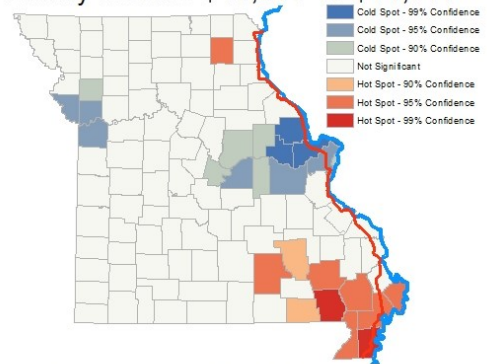 Cold Spot - 99% Confidence
Cold Spot - 95% Confidence
Cold Spot - 90% Confidence
Not Significant
Hot Spot - 90% Confidence
Hot Spot - 95% Confidence
Hot Spot - 99% Confidence